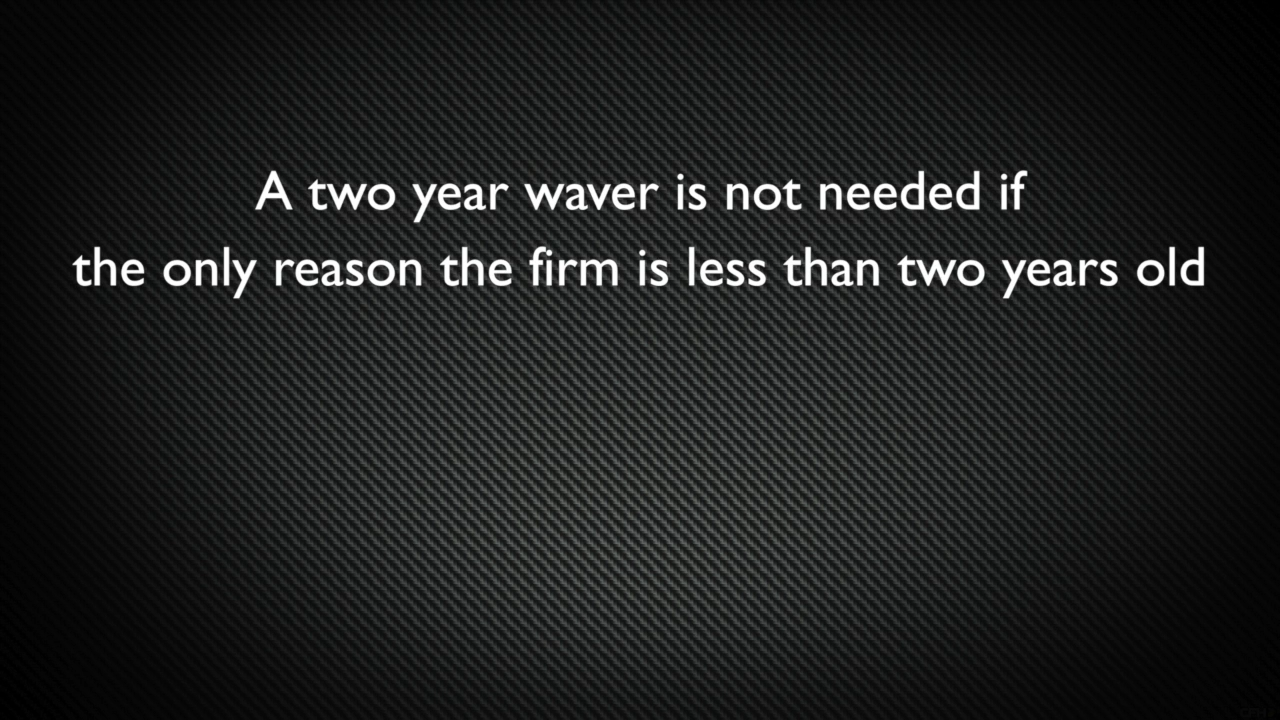 A two year waver is not needed if
the only reason the firm is less than two years old